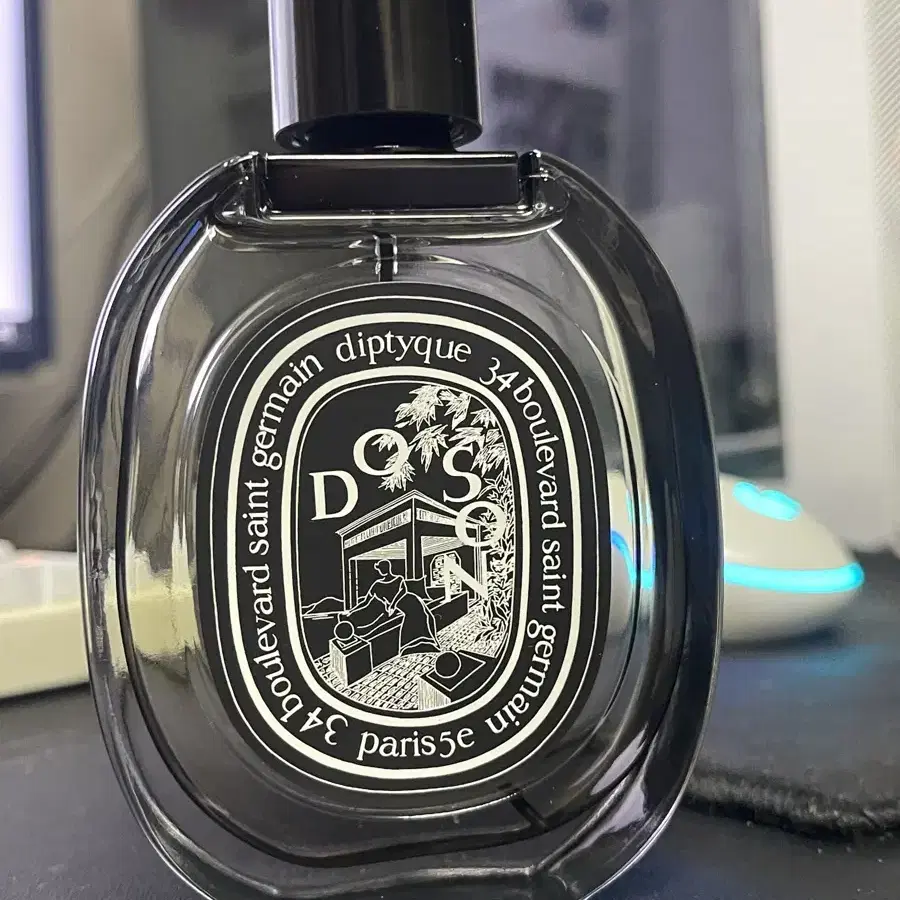 diptyque
34 boulevard saint germain
paris5e
34 boulevard saint germain
DO SON